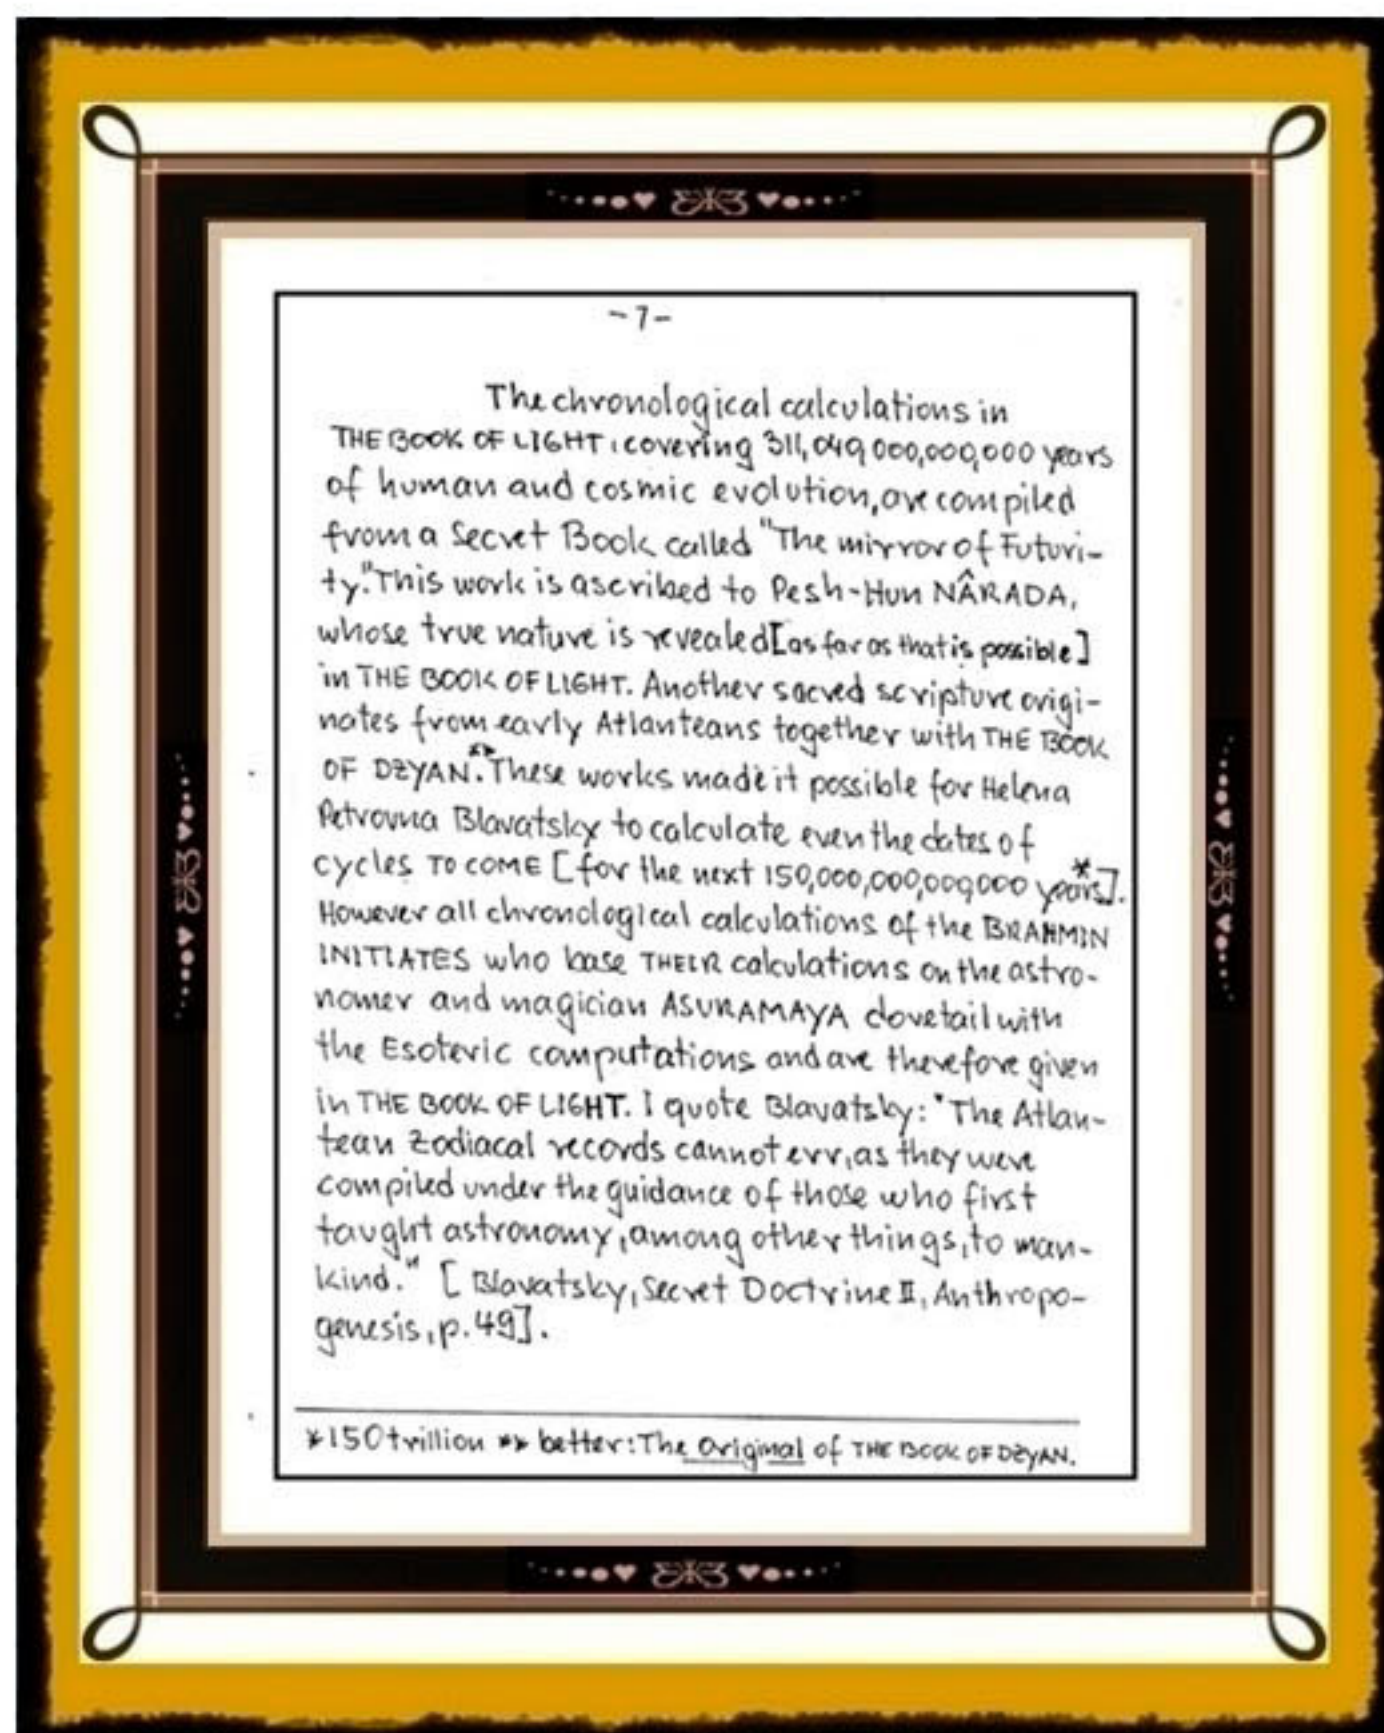 -7-
The chronological calculations in
THE BOOK OF LIGHT, covering 311,049 000,000,000 years
of human and cosmic evolution, are compiled
from a Secret Book called "The mirror of Futuri-
ty." This work is ascribed to Pesh-Hun NÂRADA,
whose true nature is revealed [as far as that is possible]
in THE BOOK OF LIGHT. Another sacred scripture origi-
nates from early Atlanteans together with THE BOOK
OF DZYAN.** These works made it possible for Helena
Petrovna Blavatsky to calculate even the dates of
cycles TO COME [for the next 150,000,000,000,000 years*].
However all chronological calculations of the BRAHMIN
INITIATES who base THEIR calculations on the astro-
nomer and magician ASURAMAYA dovetail with
the Esoteric computations and are therefore given
in THE BOOK OF LIGHT. I quote Blavatsky: "The Atlan-
tean Zodiacal records cannot err, as they were
compiled under the guidance of those who first
taught astronomy, among other things, to man-
kind." [Blavatsky, Secret Doctrine II, Anthropo-
genesis, p. 49].
*150 trillion ** better: The Original of THE BOOK OF DZYAN.